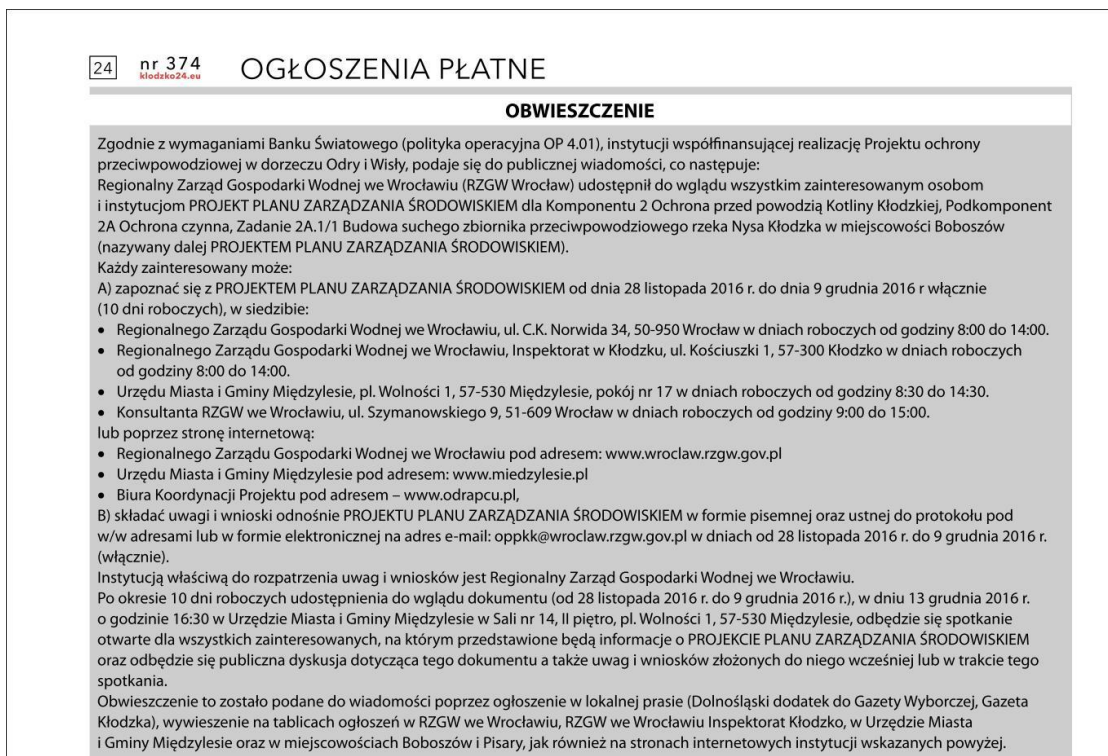 24 nr 374 OGŁOSZENIA PŁATNE
klodzko24.eu
OBWIESZCZENIE
Zgodnie z wymaganiami Banku Światowego (polityka operacyjna OP 4.01), instytucji współfinansującej realizację Projektu ochrony
przeciwpowodziowej w dorzeczu Odry i Wisły, podaje się do publicznej wiadomości, co następuje:
Regionalny Zarząd Gospodarki Wodnej we Wrocławiu (RZGW Wrocław) udostępnił do wglądu wszystkim zainteresowanym osobom
i instytucjom PROJEKT PLANU ZARZĄDZANIA ŚRODOWISKIEM dla Komponentu 2 Ochrona przed powodzią Kotliny Kłodzkiej, Podkomponent
2A Ochrona czynna, Zadanie 2A.1/1 Budowa suchego zbiornika przeciwpowodziowego rzeka Nysa Kłodzka w miejscowości Boboszów
(nazywany dalej PROJEKTEM PLANU ZARZĄDZANIA ŚRODOWISKIEM).
Każdy zainteresowany może:
A) zapoznać się z PROJEKTEM PLANU ZARZĄDZANIA ŚRODOWISKIEM od dnia 28 listopada 2016 r. do dnia 9 grudnia 2016 r włącznie
(10 dni roboczych), w siedzibie:
• Regionalnego Zarządu Gospodarki Wodnej we Wrocławiu, ul. C.K. Norwida 34, 50-950 Wrocław w dniach roboczych od godziny 8:00 do 14:00.
• Regionalnego Zarządu Gospodarki Wodnej we Wrocławiu, Inspektorat w Kłodzku, ul. Kościuszki 1, 57-300 Kłodzko w dniach roboczych
od godziny 8:00 do 14:00.
• Urzędu Miasta i Gminy Międzylesie, pl. Wolności 1, 57-530 Międzylesie, pokój nr 17 w dniach roboczych od godziny 8:30 do 14:30.
• Konsultanta RZGW we Wrocławiu, ul. Szymanowskiego 9, 51-609 Wrocław w dniach roboczych od godziny 9:00 do 15:00.
lub poprzez stronę internetową:
• Regionalnego Zarządu Gospodarki Wodnej we Wrocławiu pod adresem: www.wroclaw.rzgw.gov.pl
• Urzędu Miasta i Gminy Międzylesie pod adresem: www.miedzylesie.pl
• Biura Koordynacji Projektu pod adresem – www.odrapcu.pl,
B) składać uwagi i wnioski odnośnie PROJEKTU PLANU ZARZĄDZANIA ŚRODOWISKIEM w formie pisemnej oraz ustnej do protokołu pod
w/w adresami lub w formie elektronicznej na adres e-mail: oppkk@wroclaw.rzgw.gov.pl w dniach od 28 listopada 2016 r. do 9 grudnia 2016 r.
(włącznie).
Instytucją właściwą do rozpatrzenia uwag i wniosków jest Regionalny Zarząd Gospodarki Wodnej we Wrocławiu.
Po okresie 10 dni roboczych udostępnienia do wglądu dokumentu (od 28 listopada 2016 r. do 9 grudnia 2016 r.), w dniu 13 grudnia 2016 r.
o godzinie 16:30 w Urzędzie Miasta i Gminy Międzylesie w Sali nr 14, II piętro, pl. Wolności 1, 57-530 Międzylesie, odbędzie się spotkanie
otwarte dla wszystkich zainteresowanych, na którym przedstawione będą informacje o PROJEKCIE PLANU ZARZĄDZANIA ŚRODOWISKIEM
oraz odbędzie się publiczna dyskusja dotycząca tego dokumentu a także uwag i wniosków złożonych do niego wcześniej lub w trakcie tego
spotkania.
Obwieszczenie to zostało podane do wiadomości poprzez ogłoszenie w lokalnej prasie (Dolnośląski dodatek do Gazety Wyborczej, Gazeta
Kłodzka), wywieszenie na tablicach ogłoszeń w RZGW we Wrocławiu, RZGW we Wrocławiu Inspektorat Kłodzko, w Urzędzie Miasta
i Gminy Międzylesie oraz w miejscowościach Boboszów i Pisary, jak również na stronach internetowych instytucji wskazanych powyżej.